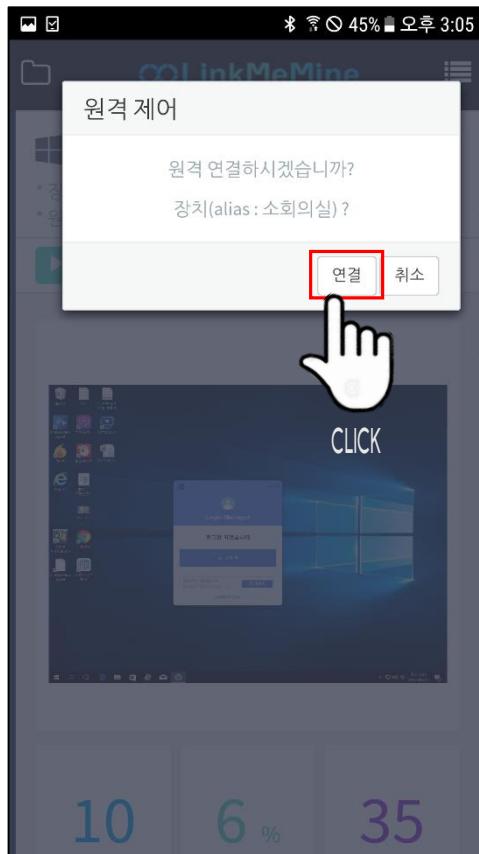 45% 오후 3:05
LinkMeMine
원격 제어
원격 연결하시겠습니까?
장치(alias : 소회의실) ?
연결 취소
CLICK
10 6 % 35